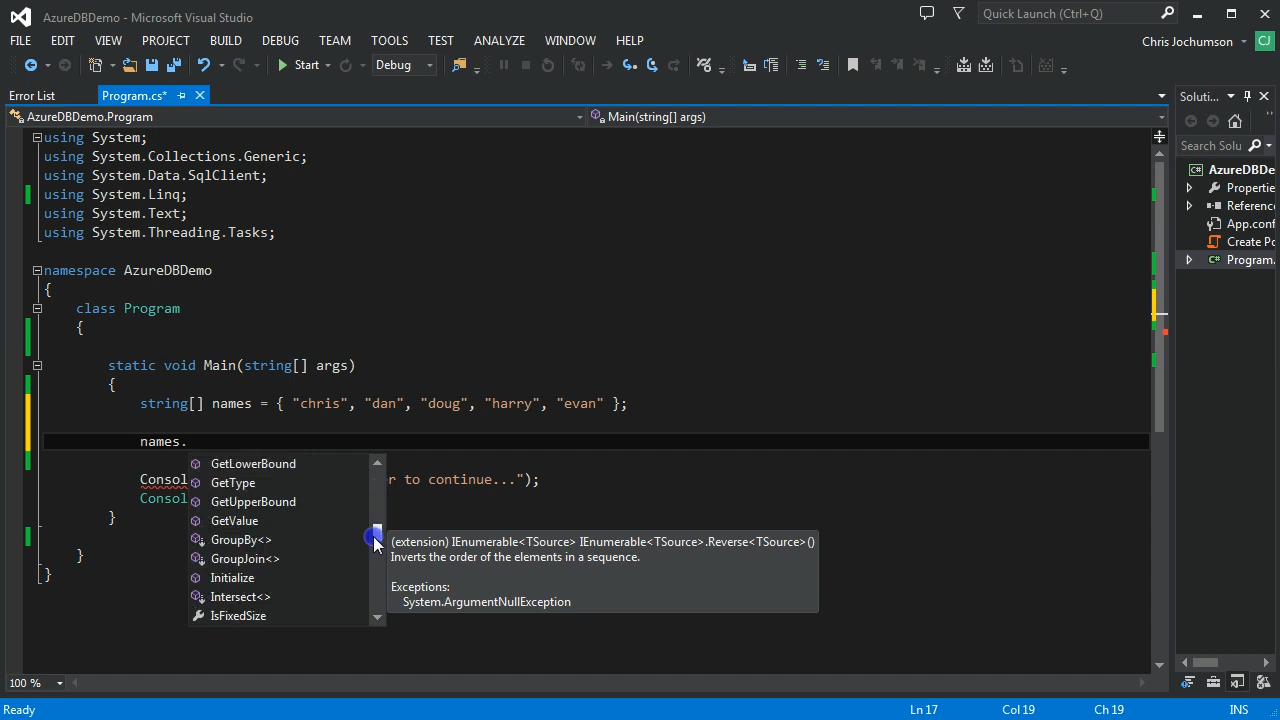 AzureDBDemo - Microsoft Visual Studio
Quick Launch (Ctrl+Q)
FILE EDIT VIEW PROJECT BUILD DEBUG TEAM TOOLS TEST ANALYZE WINDOW HELP
Chris Jochumson CJ
Start Debug
Error List Program.cs*
Soluti...
AzureDBDemo.Program Main(string[] args)
Search Solu
using System;
using System.Collections.Generic;
using System.Data.SqlClient;
using System.Linq;
using System.Text;
using System.Threading.Tasks;
namespace AzureDBDemo
{
class Program
{
static void Main(string[] args)
{
string[] names = { "chris", "dan", "doug", "harry", "evan" };
names.
Consol r to continue...");
Consol
}
}
}
GetLowerBound
GetType
GetUpperBound
GetValue
GroupBy<>
GroupJoin<>
Initialize
Intersect<>
IsFixedSize
(extension) IEnumerable<TSource> IEnumerable<TSource>.Reverse<TSource>()
Inverts the order of the elements in a sequence.
Exceptions:
System.ArgumentNullException
C# AzureDBDe
Propertie
Referenc
App.conf
Create Po
C# Program.
100 %
Ready Ln 17 Col 19 Ch 19 INS